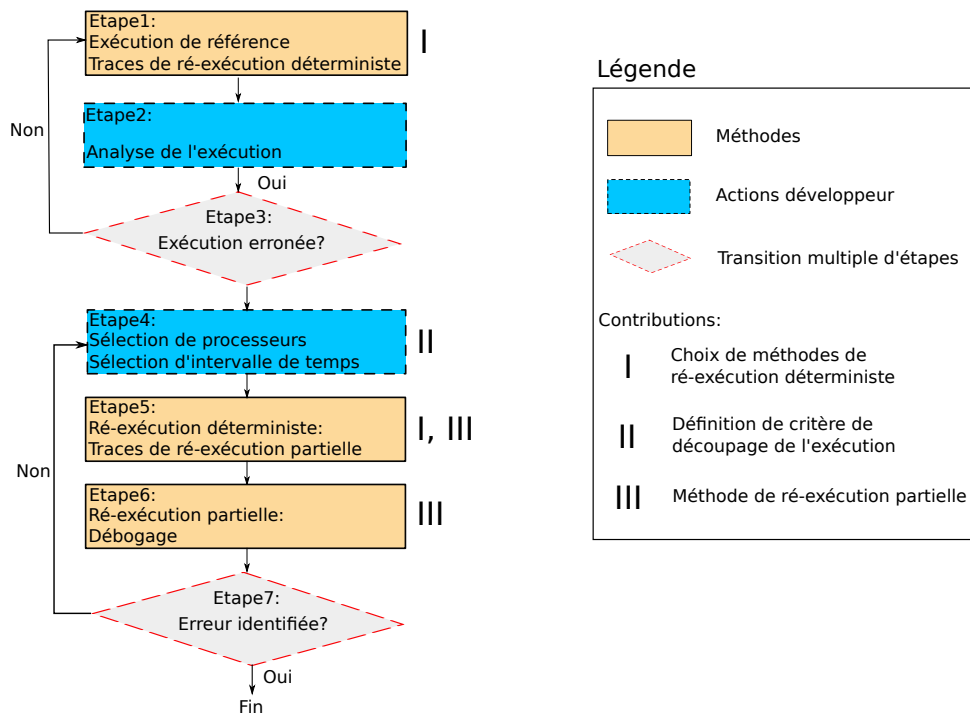 Etape1:
Exécution de référence
Traces de ré-exécution déterministe
I
Non
Etape2:
Analyse de l'exécution
Oui
Etape3:
Exécution erronée?
Etape4:
Sélection de processeurs
Sélection d'intervalle de temps
II
Etape5:
Ré-exécution déterministe:
Traces de ré-exécution partielle
I, III
Non
Etape6:
Ré-exécution partielle:
Débogage
III
Etape7:
Erreur identifiée?
Oui
Fin
Légende
Méthodes
Actions développeur
Transition multiple d'étapes
Contributions:
I
Choix de méthodes de
ré-exécution déterministe
II
Définition de critère de
découpage de l'exécution
III
Méthode de ré-exécution partielle